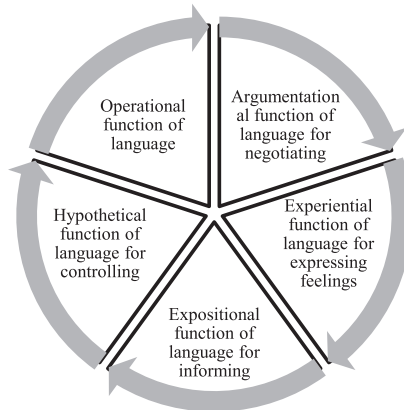 Operational
function of
language
Argumentation
al function of
language for
negotiating
Experiential
function of
language for
expressing
feelings
Expositional
function of
language for
informing
Hypothetical
function of
language for
controlling